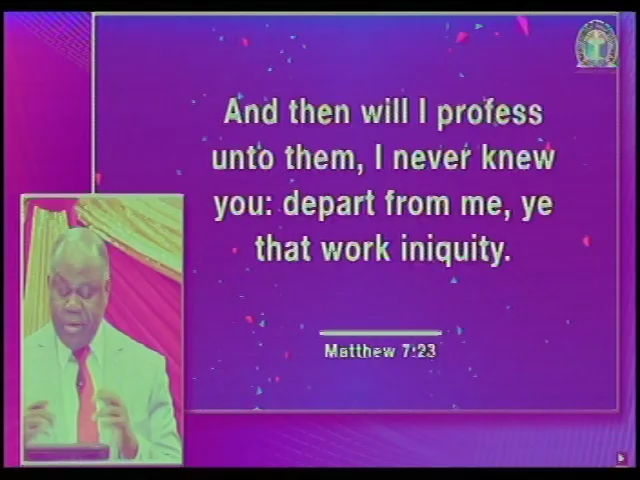 And then will I profess
unto them, I never knew
you: depart from me, ye
that work iniquity.
Matthew 7:23